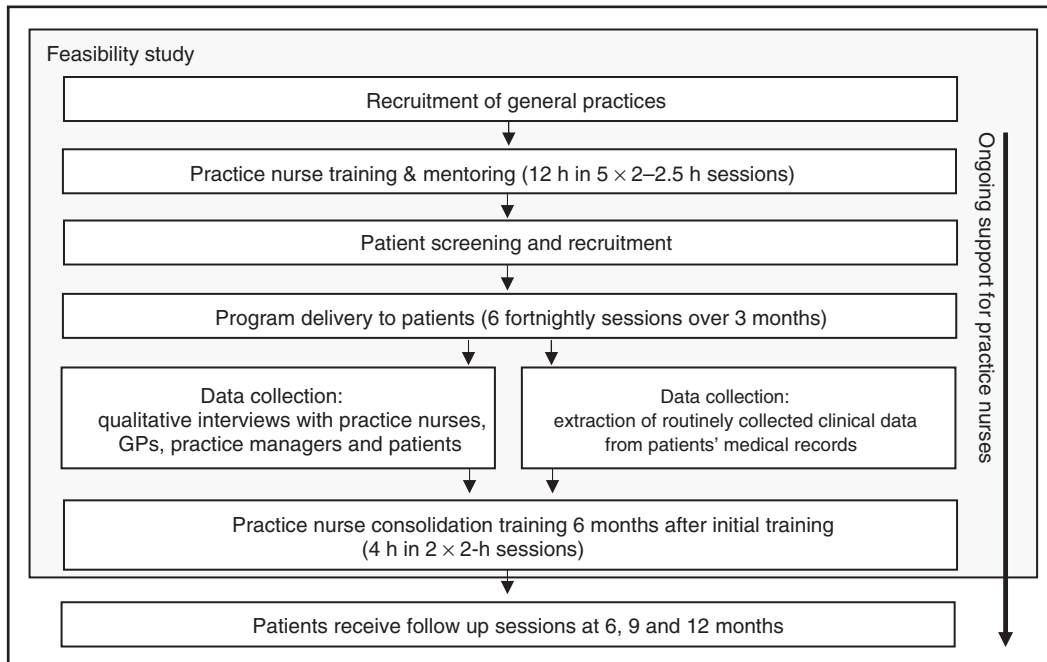 Feasibility study
Recruitment of general practices
Practice nurse training & mentoring (12 h in 5 × 2–2.5 h sessions)
Patient screening and recruitment
Program delivery to patients (6 fortnightly sessions over 3 months)
Data collection:
qualitative interviews with practice nurses,
GPs, practice managers and patients
Data collection:
extraction of routinely collected clinical data
from patients’ medical records
Practice nurse consolidation training 6 months after initial training
(4 h in 2 × 2-h sessions)
Patients receive follow up sessions at 6, 9 and 12 months
Ongoing support for practice nurses